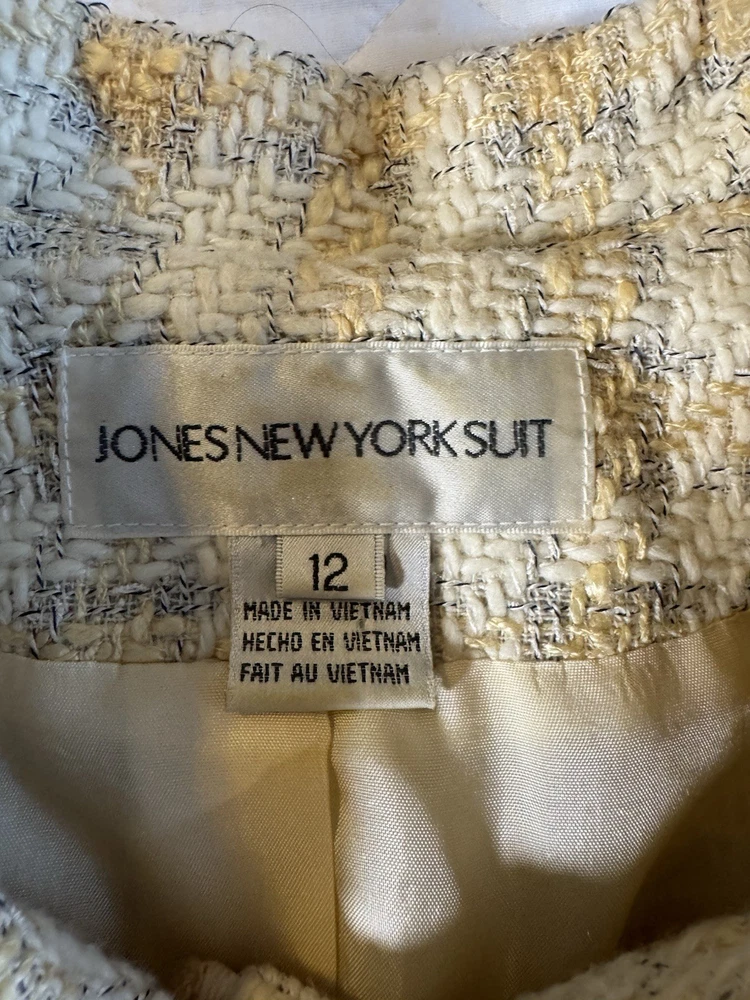 JONES NEW YORK SUIT
12
MADE IN VIETNAM
HECHO EN VIETNAM
FAIT AU VIETNAM